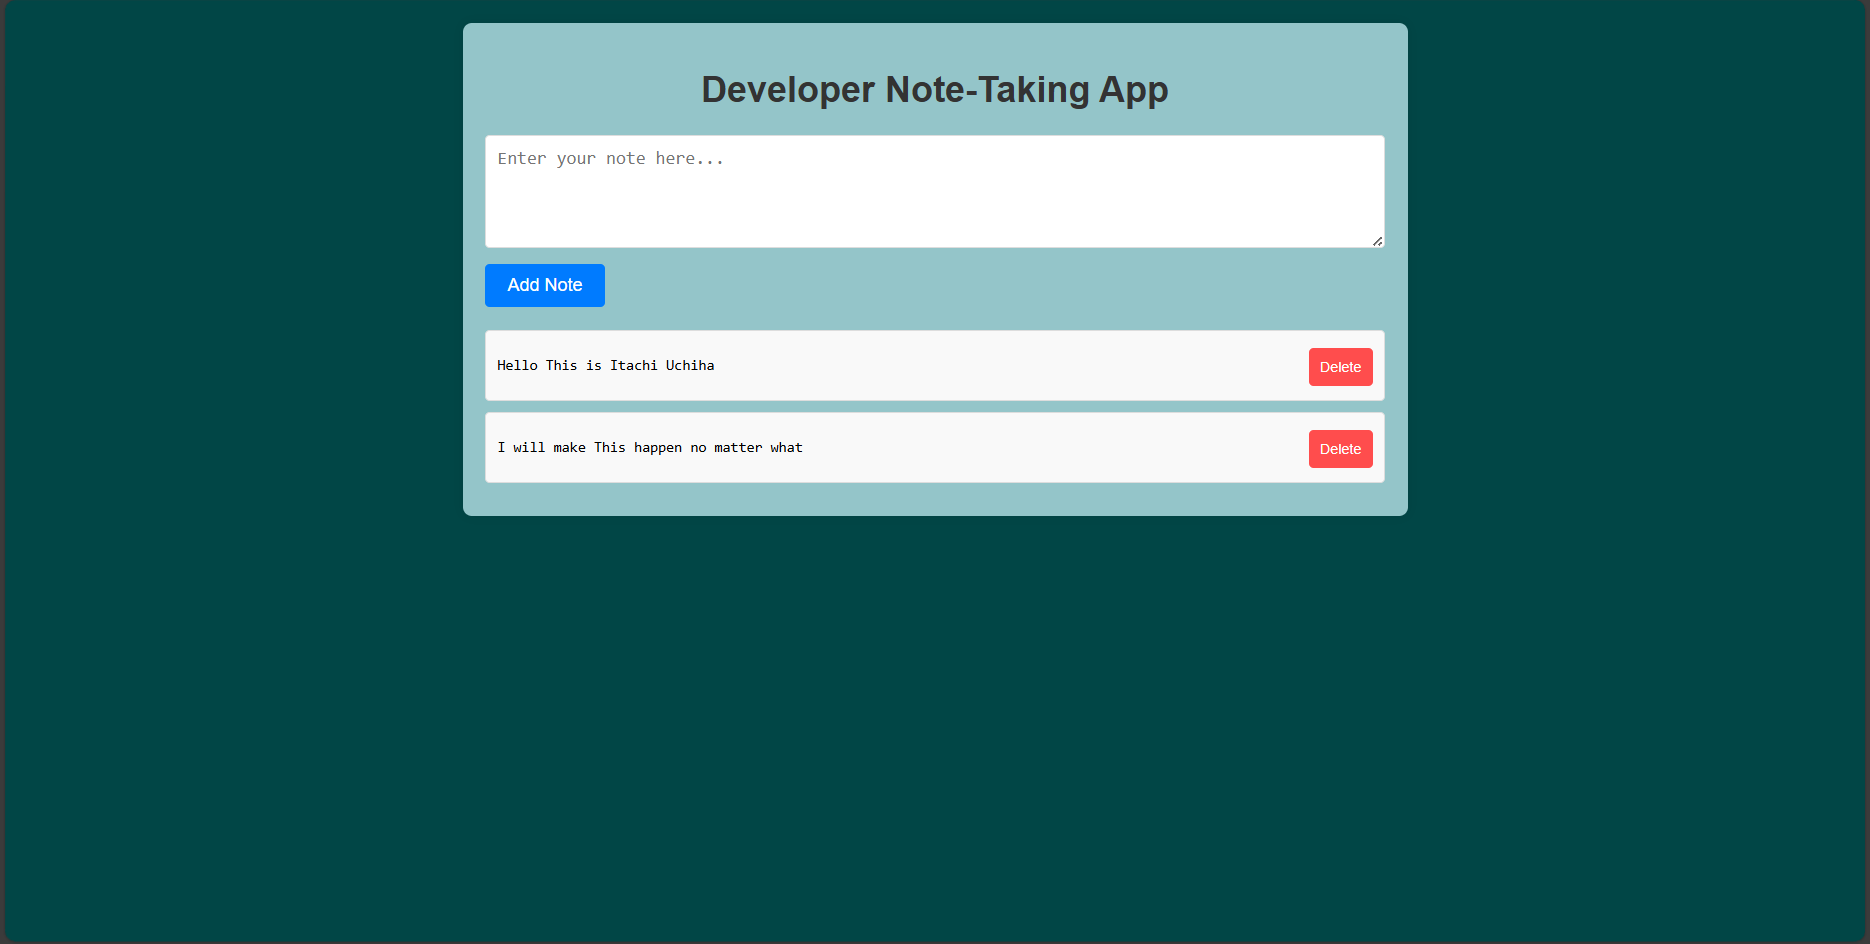 Developer Note-Taking App
Enter your note here...
Add Note
Hello This is Itachi Uchiha
Delete
I will make This happen no matter what
Delete